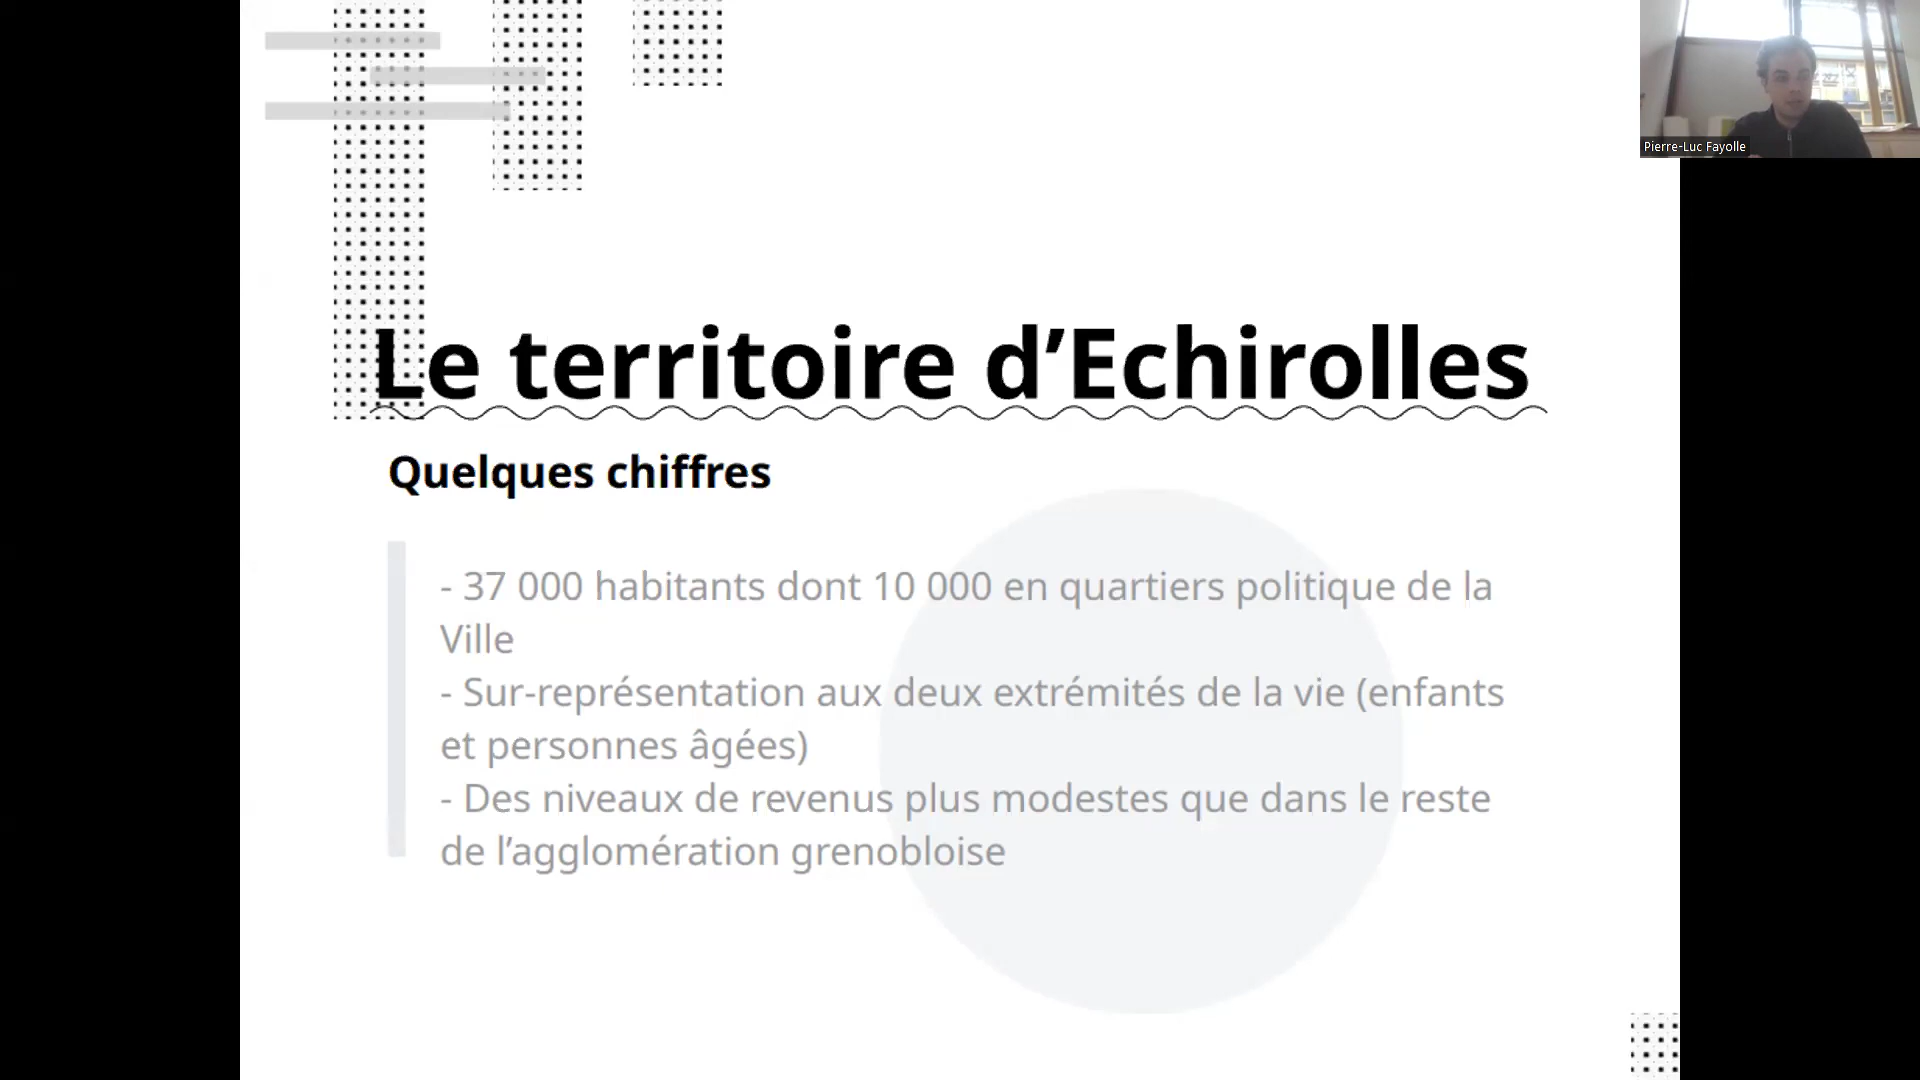 Pierre-Luc Fayolle
Le territoire d’Echirolles
Quelques chiffres
- 37 000 habitants dont 10 000 en quartiers politique de la
Ville
- Sur-représentation aux deux extrémités de la vie (enfants
et personnes âgées)
- Des niveaux de revenus plus modestes que dans le reste
de l’agglomération grenobloise